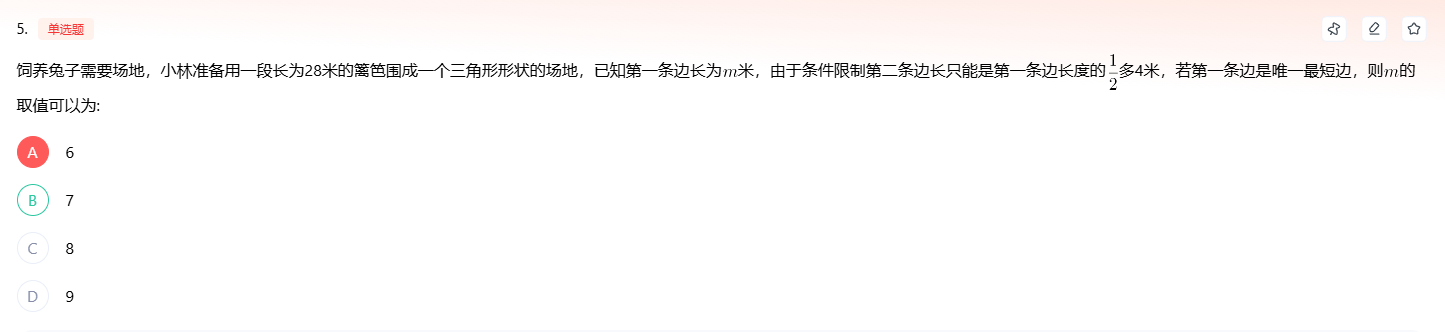 5. 单选题
饲养兔子需要场地，小林准备用一段长为28米的篱笆围成一个三角形形状的场地，已知第一条边长为m米，由于条件限制第二条边长只能是第一条边长度的1/2多4米，若第一条边是唯一最短边，则m的
取值可以为:
A 6
B 7
C 8
D 9